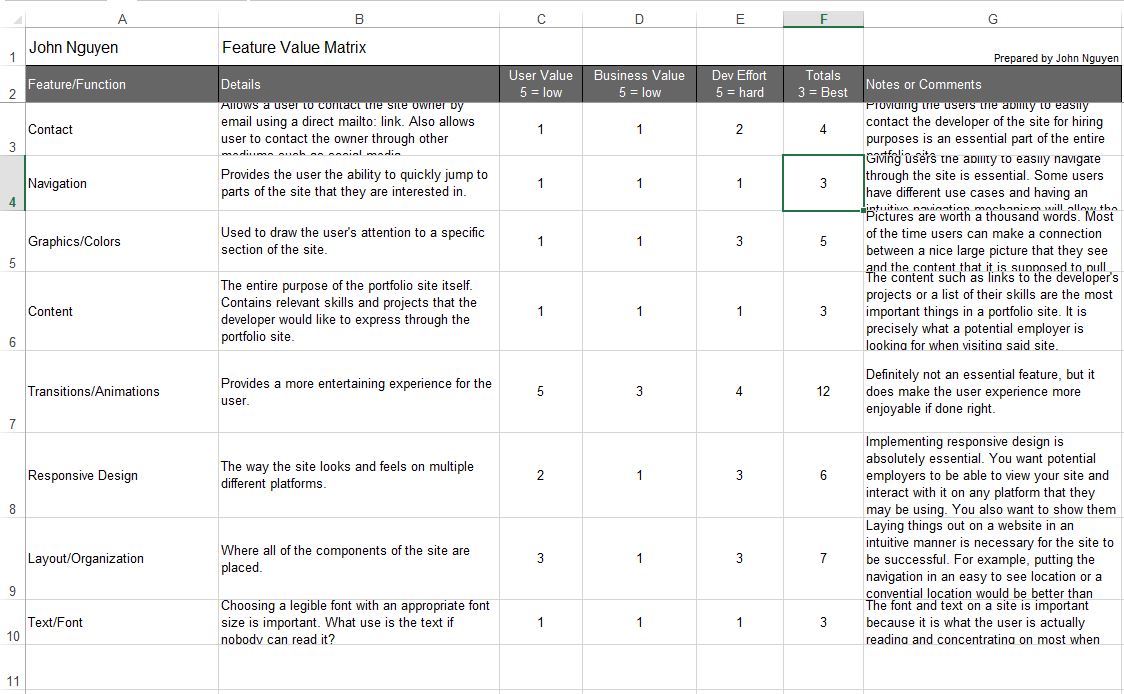 A B C D E F G
1 John Nguyen Feature Value Matrix Prepared by John Nguyen
2 Feature/Function Details User Value Business Value Dev Effort Totals Notes or Comments
5 = low 5 = low 5 = hard 3 = Best
3 Contact
Allows a user to contact the site owner by
email using a direct mailto: link. Also allows
user to contact the owner through other
mediums such as social media.
1 1 2 4
Providing the users the ability to easily
contact the developer of the site for hiring
purposes is an essential part of the entire
portfolio site.
4 Navigation
Provides the user the ability to quickly jump to
parts of the site that they are interested in.
1 1 1 3
Giving users the ability to easily navigate
through the site is essential. Some users
have different use cases and having an
intuitive navigation mechanism will allow the
5 Graphics/Colors
Used to draw the user's attention to a specific
section of the site.
1 1 3 5
Pictures are worth a thousand words. Most
of the time users can make a connection
between a nice large picture that they see
and the content that it is supposed to pull
6 Content
The entire purpose of the portfolio site itself.
Contains relevant skills and projects that the
developer would like to express through the
portfolio site.
1 1 1 3
The content such as links to the developer's
projects or a list of their skills are the most
important things in a portfolio site. It is
precisely what a potential employer is
looking for when visiting said site.
7 Transitions/Animations
Provides a more entertaining experience for the
user.
5 3 4 12
Definitely not an essential feature, but it
does make the user experience more
enjoyable if done right.
8 Responsive Design
The way the site looks and feels on multiple
different platforms.
2 1 3 6
Implementing responsive design is
absolutely essential. You want potential
employers to be able to view your site and
interact with it on any platform that they
may be using. You also want to show them
9 Layout/Organization
Where all of the components of the site are
placed.
3 1 3 7
Laying things out on a website in an
intuitive manner is necessary for the site to
be successful. For example, putting the
navigation in an easy to see location or a
convential location would be better than
10 Text/Font
Choosing a legible font with an appropriate font
size is important. What use is the text if
nobody can read it?
1 1 1 3
The font and text on a site is important
because it is what the user is actually
reading and concentrating on most when
11